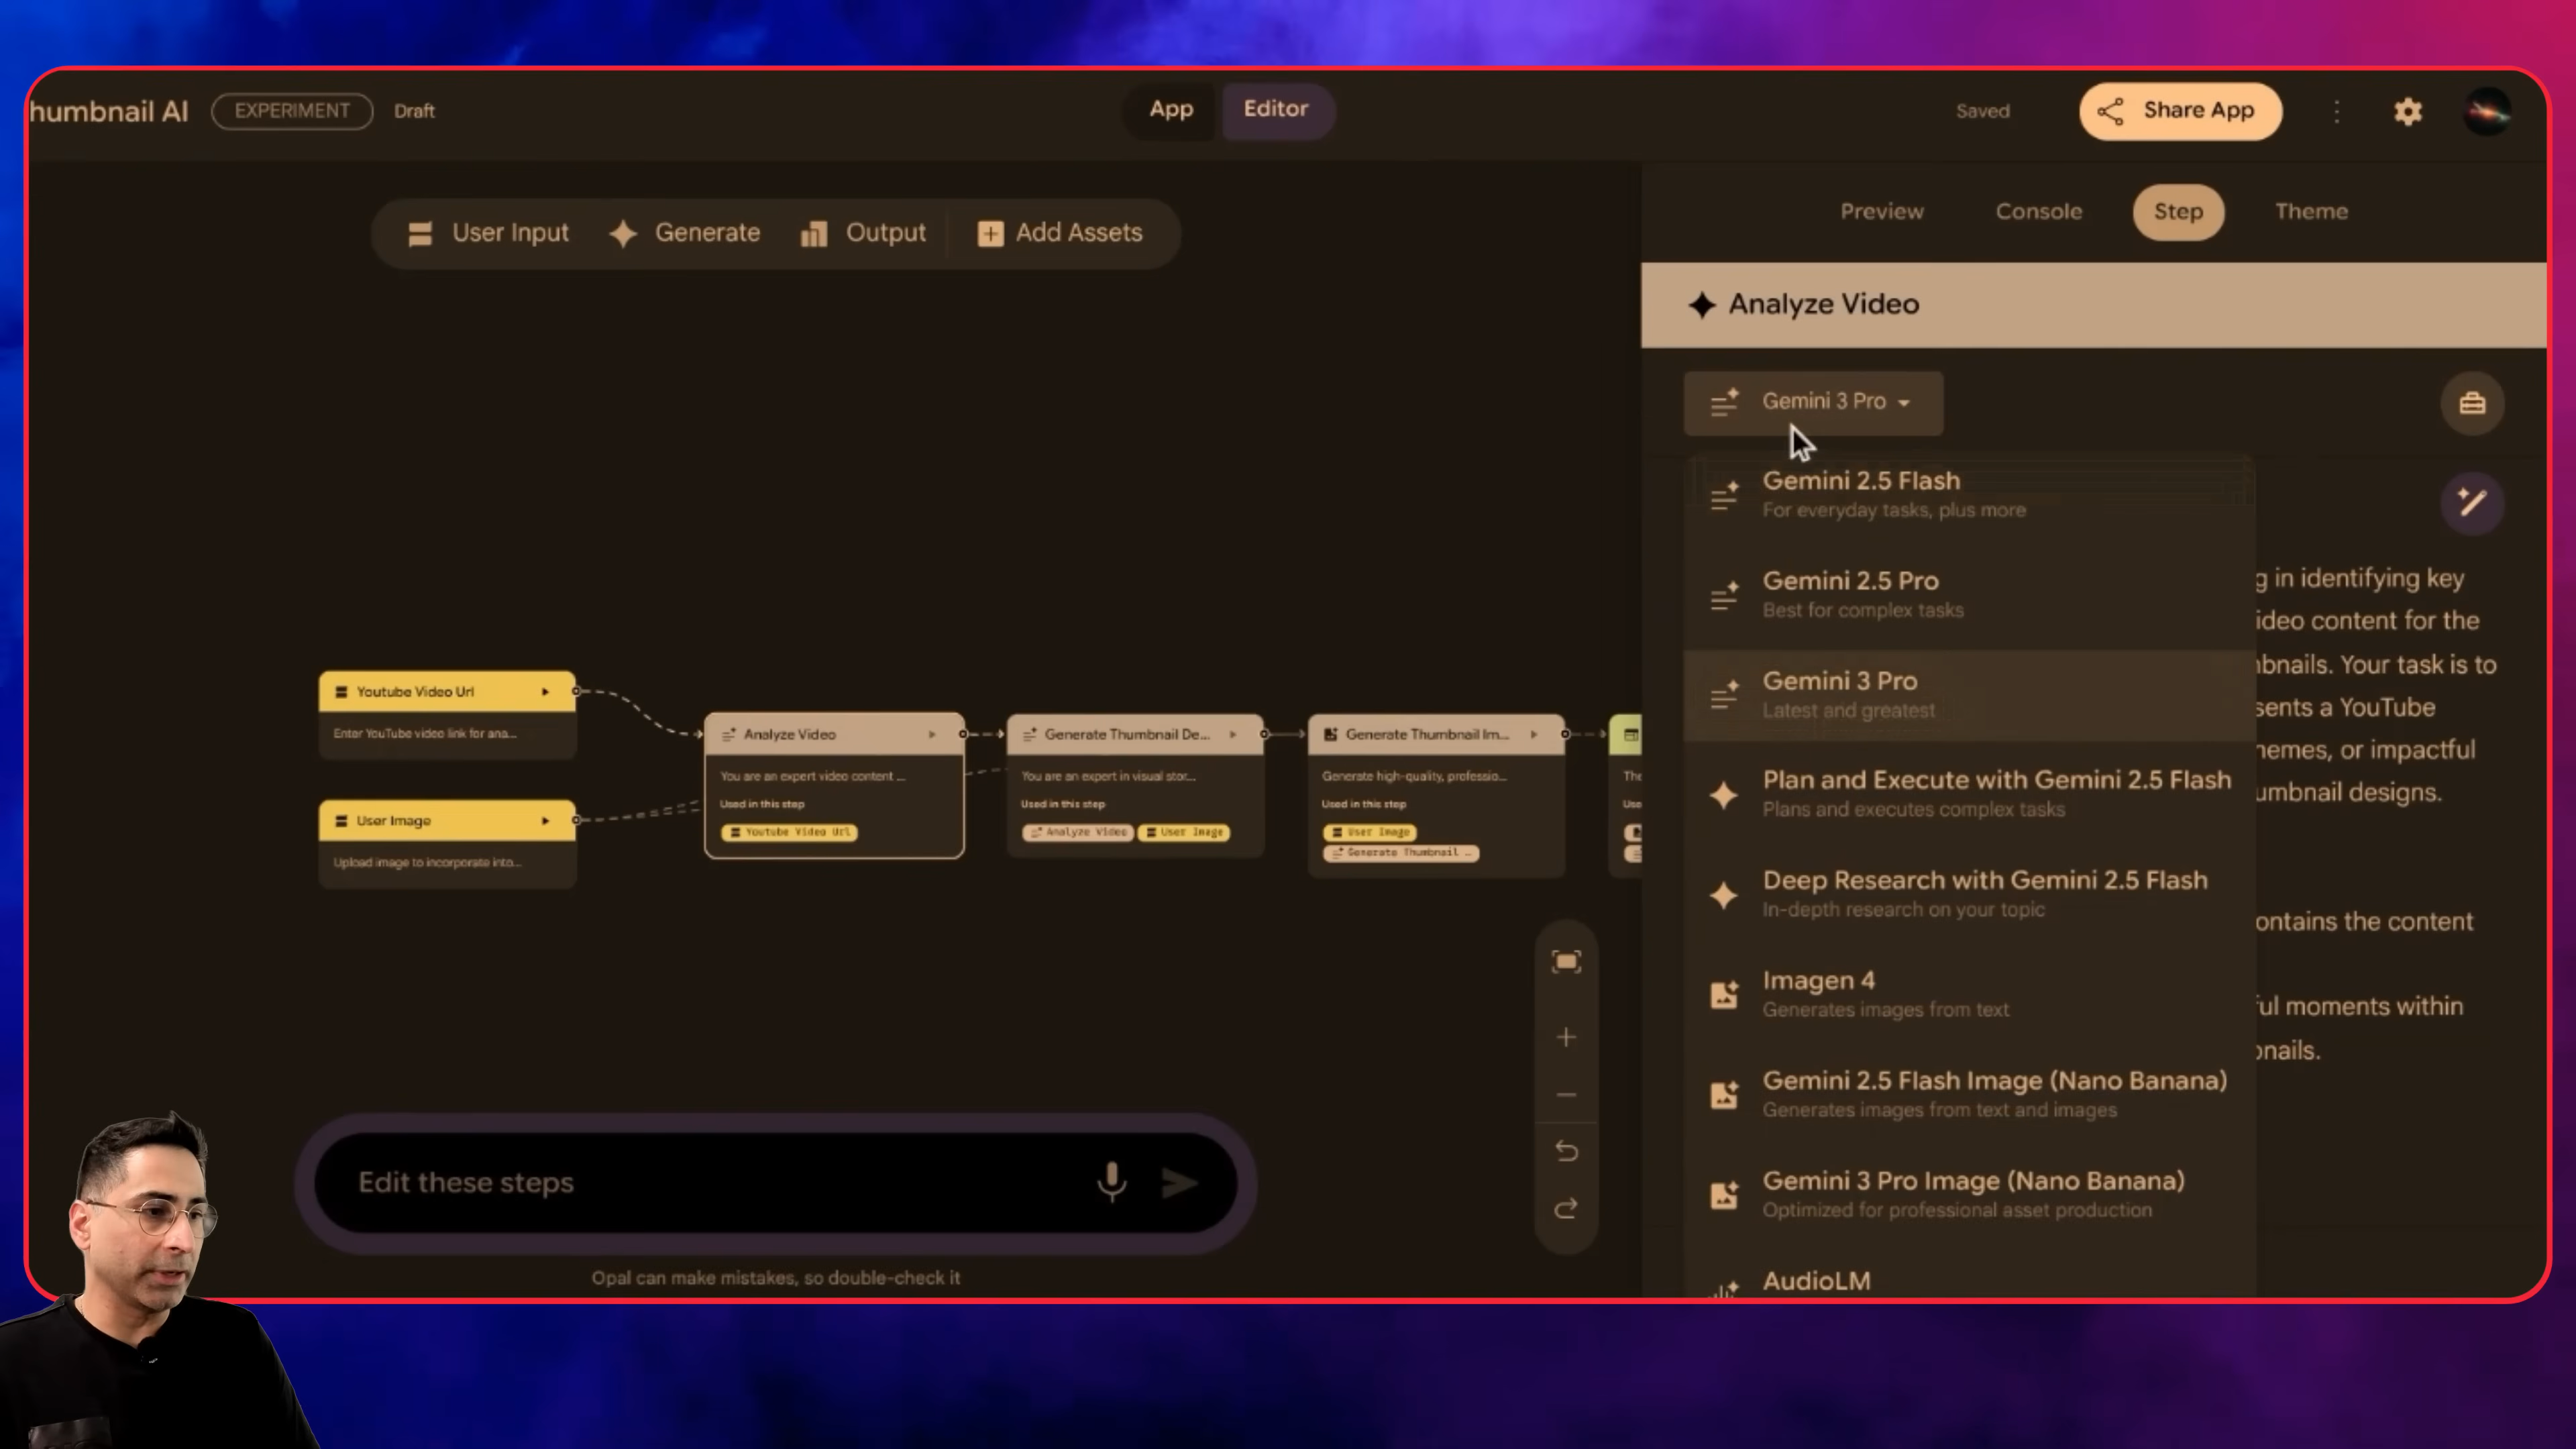 humbnail AI EXPERIMENT Draft
App Editor
Saved Share App
User Input Generate Output Add Assets
Preview Console Step Theme
Analyze Video
Gemini 3 Pro
Gemini 2.5 Flash
For everyday tasks, plus more
Gemini 2.5 Pro
Best for complex tasks
Gemini 3 Pro
Latest and greatest
Plan and Execute with Gemini 2.5 Flash
Plans and executes complex tasks
Deep Research with Gemini 2.5 Flash
In-depth research on your topic
Imagen 4
Generates images from text
Gemini 2.5 Flash Image (Nano Banana)
Generates images from text and images
Gemini 3 Pro Image (Nano Banana)
Optimized for professional asset production
AudioLM
g in identifying key
ideo content for the
bnails. Your task is to
sents a YouTube
hemes, or impactful
umbnail designs.
ontains the content
ful moments within
onails.
Youtube Video Url
Enter YouTube video link for ana...
User Image
Upload image to incorporate into...
Analyze Video
You are an expert video content ...
Used in this step
Youtube Video Url
Generate Thumbnail De...
You are an expert in visual stor...
Used in this step
Analyze Video User Image
Generate Thumbnail Im...
Generate high-quality, professio...
Used in this step
User Image
Generate Thumbnail ...
The
Use
Edit these steps
Opal can make mistakes, so double-check it